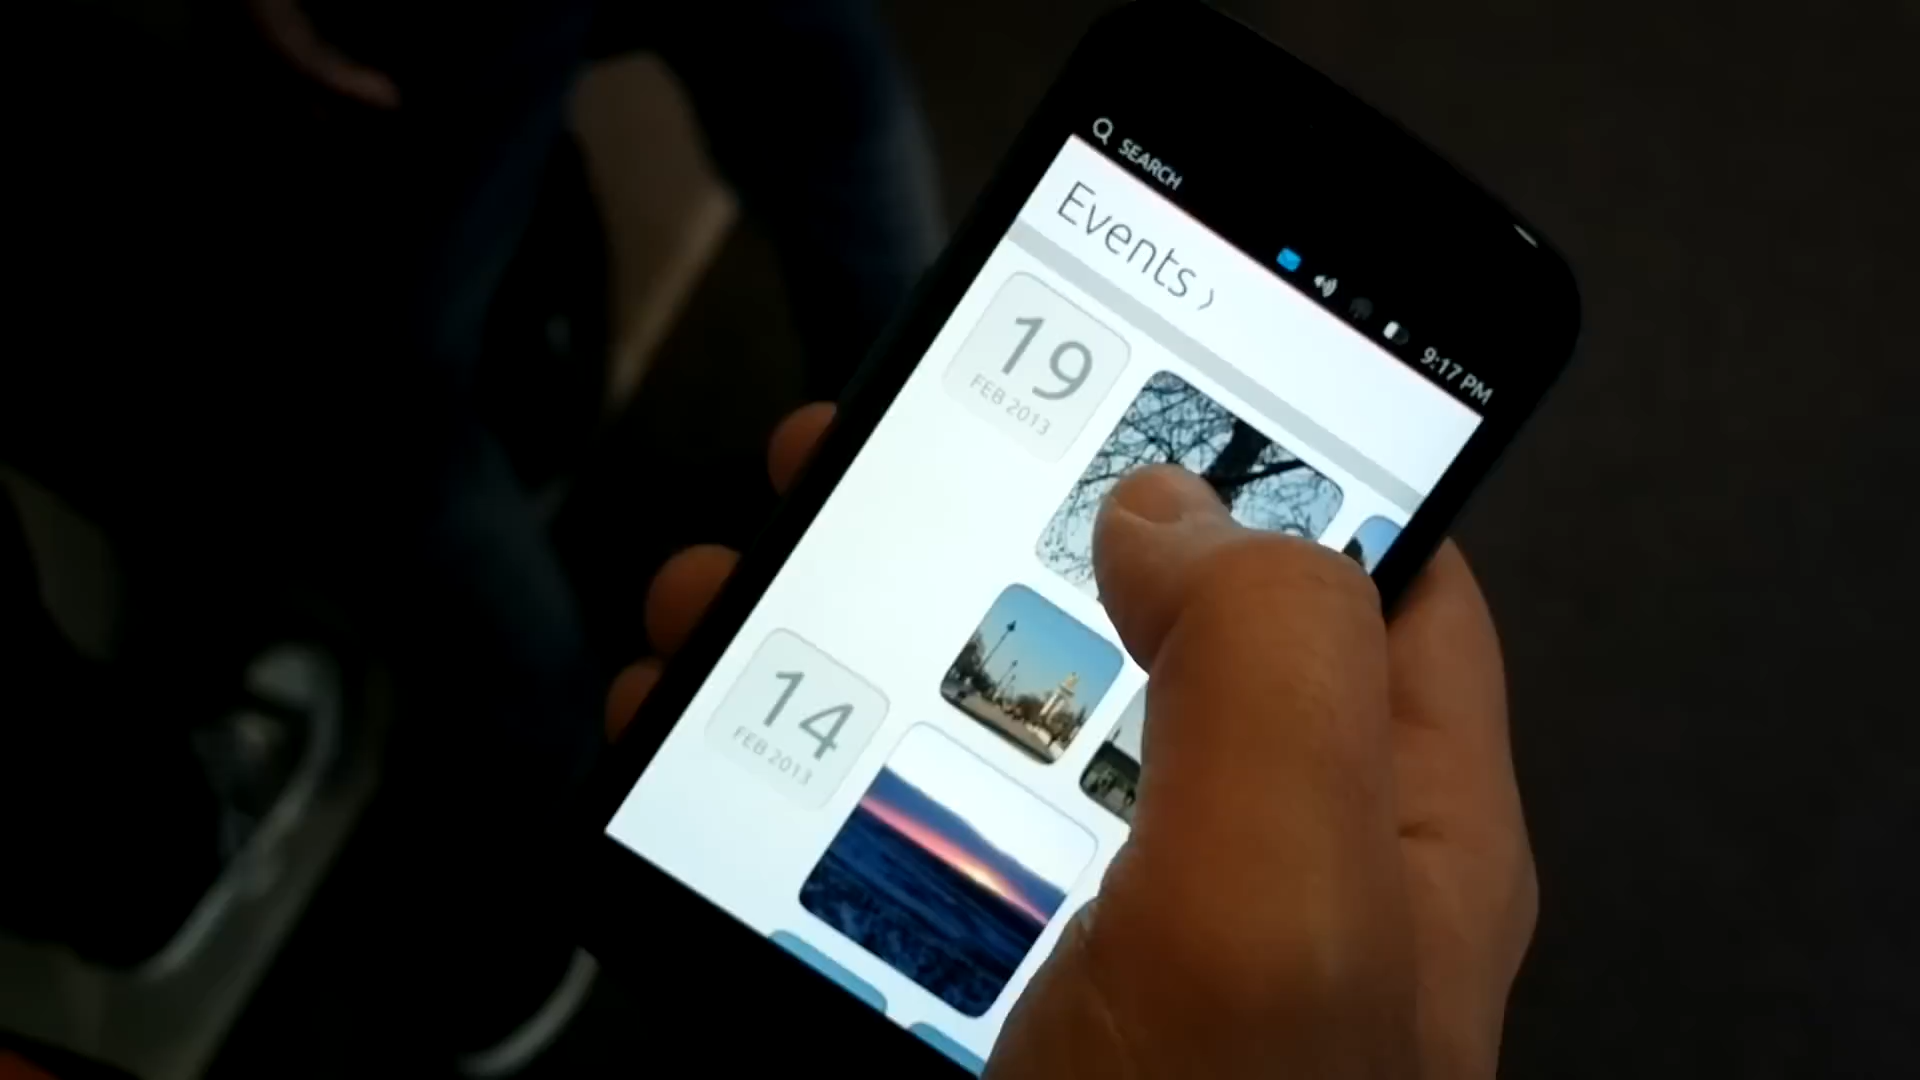 SEARCH
9:17 PM
Events ›
19
FEB 2013
14
FEB 2013